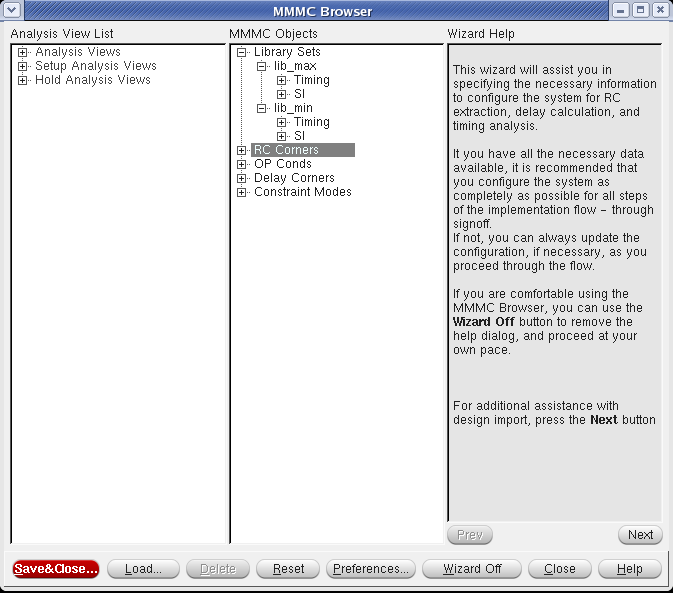 MMMC Browser
Analysis View List
Analysis Views
Setup Analysis Views
Hold Analysis Views
MMMC Objects
Library Sets
lib_max
Timing
SI
lib_min
Timing
SI
RC Corners
OP Conds
Delay Corners
Constraint Modes
Wizard Help
This wizard will assist you in
specifying the necessary information
to configure the system for RC
extraction, delay calculation, and
timing analysis.
It you have all the necessary data
available, it is recommended that
you configure the system as
completely as possible for all steps
of the implementation flow - through
signoff.
If not, you can always update the
configuration, if necessary, as you
proceed through the flow.
If you are comfortable using the
MMMC Browser, you can use the
Wizard Off button to remove the
help dialog, and proceed at your
own pace.
For additional assistance with
design import, press the Next button
Prev Next
Save&Close... Load... Delete Reset Preferences... Wizard Off Close Help